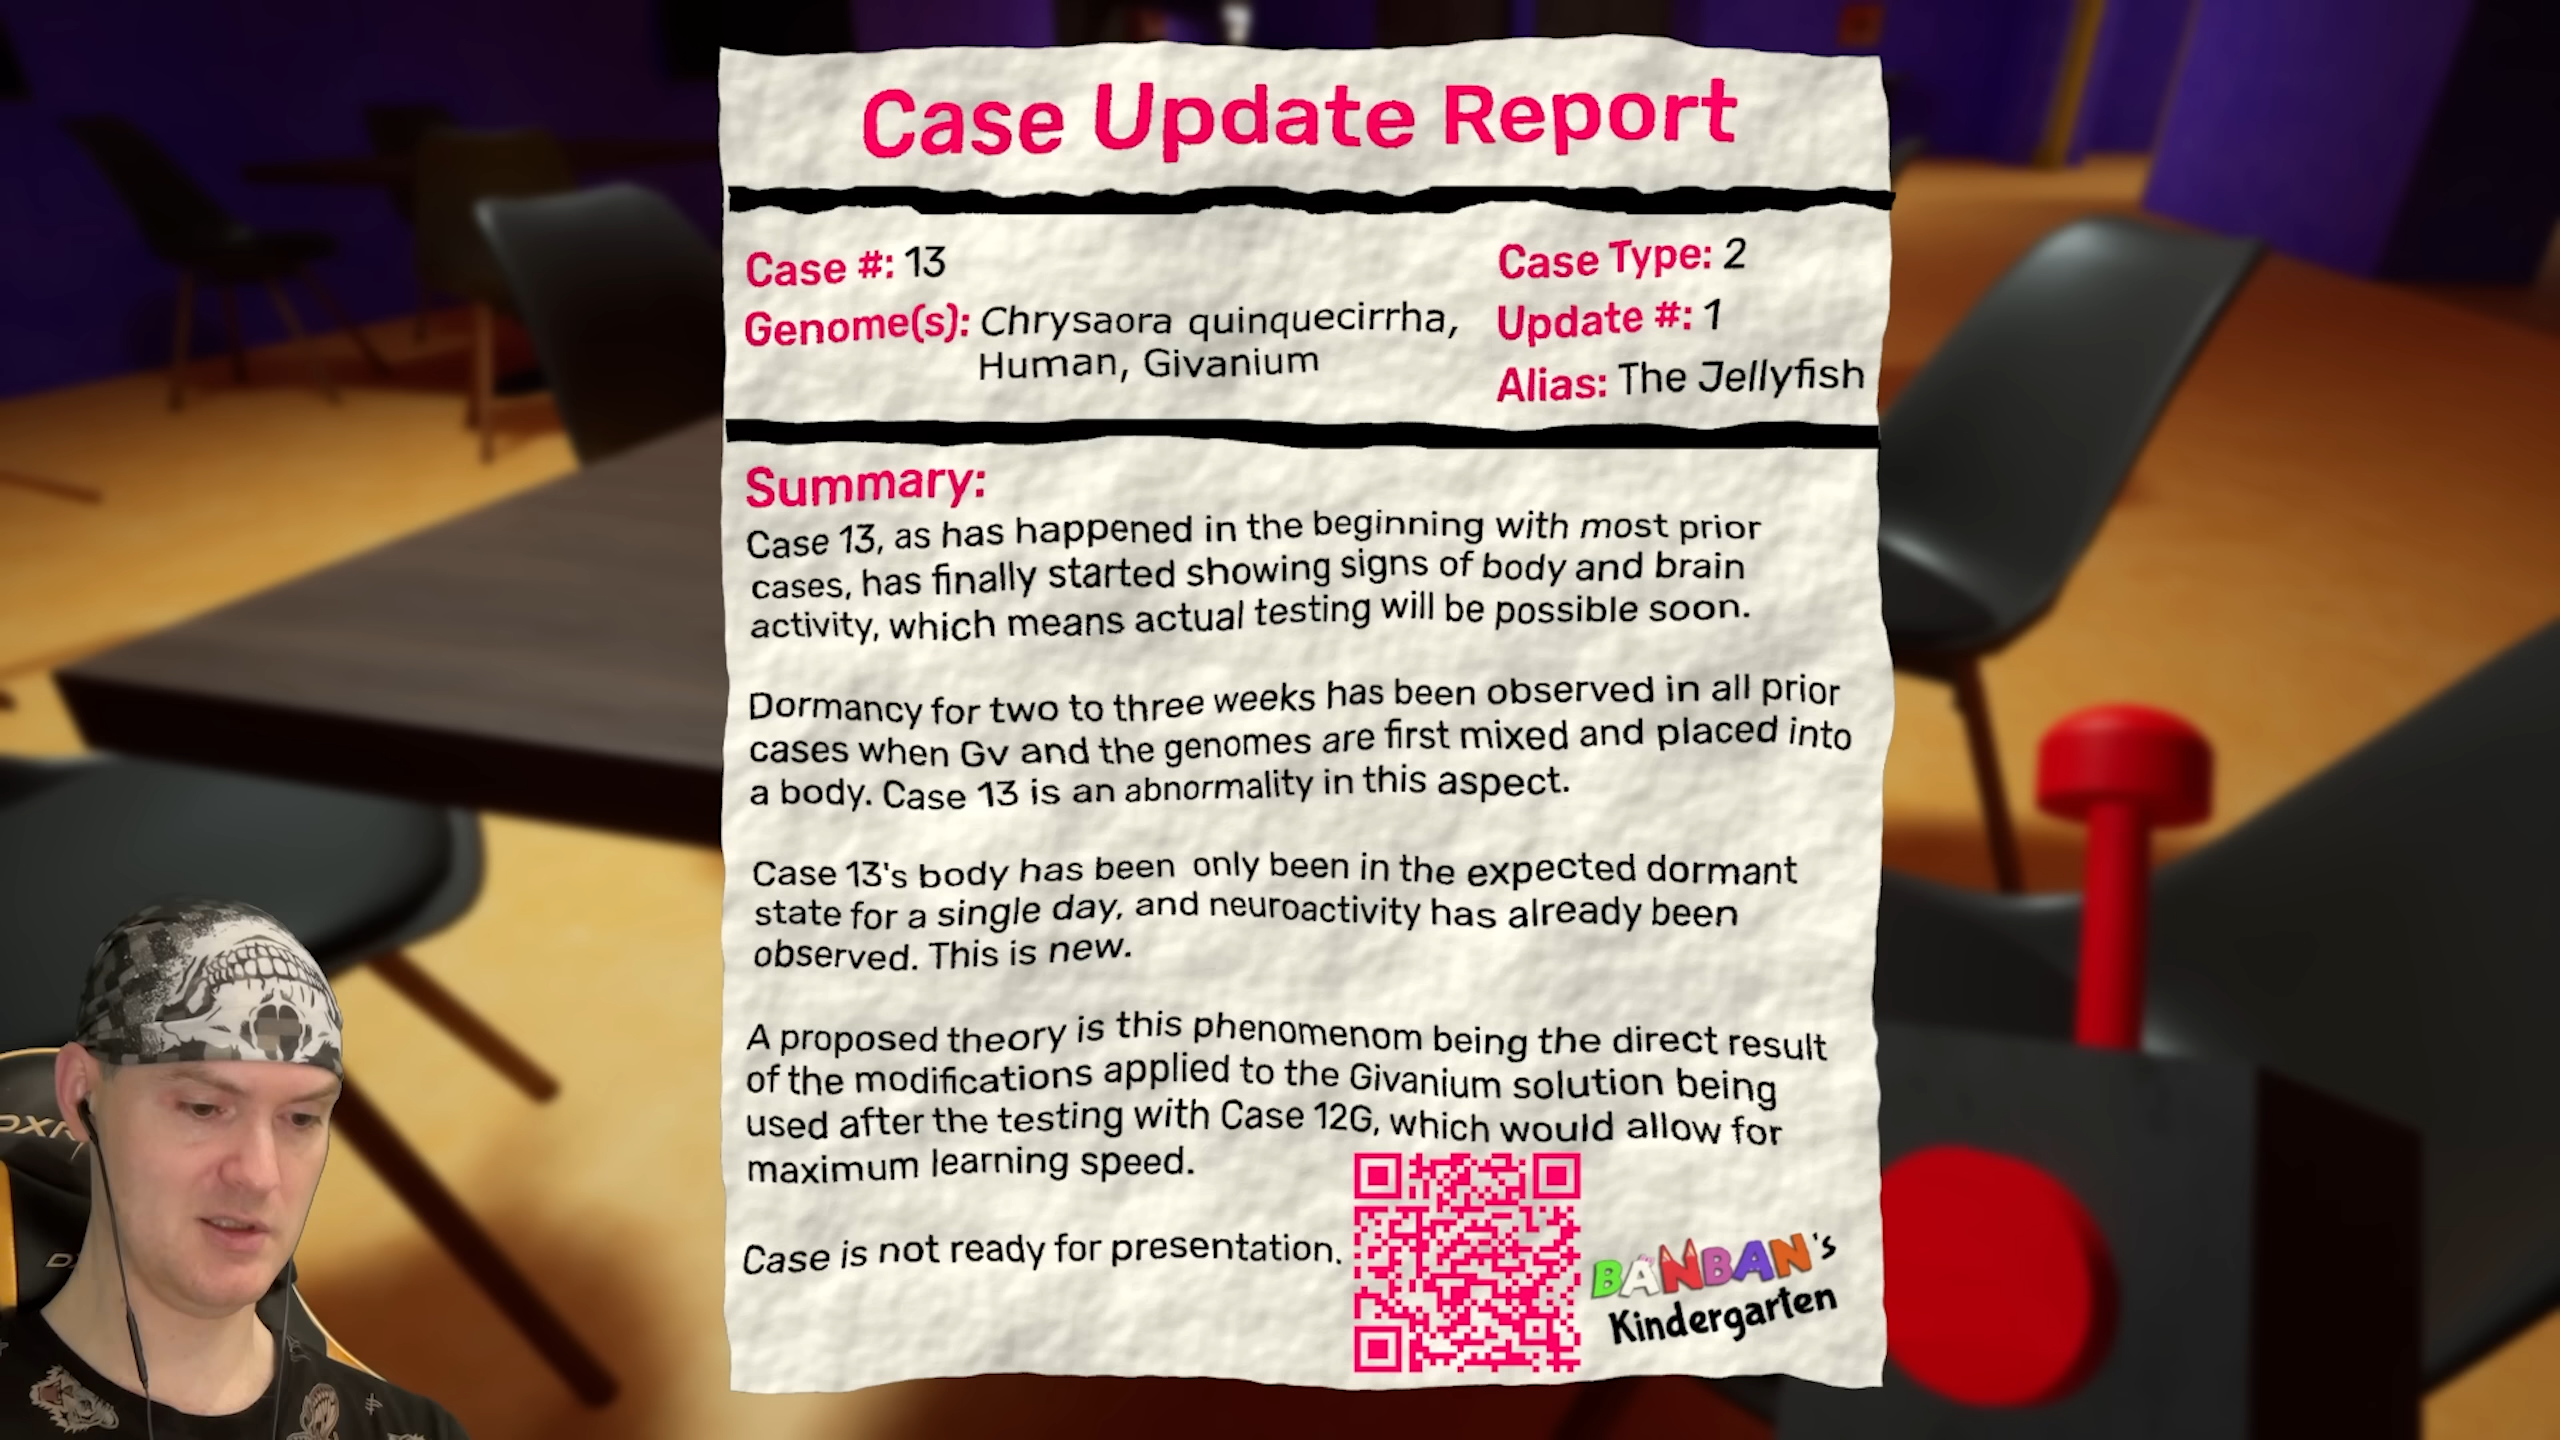 Case Update Report
Case #: 13
Case Type: 2
Genome(s): Chrysaora quinquecirrha,
Human, Givanium
Update #: 1
Alias: The Jellyfish
Summary:
Case 13, as has happened in the beginning with most prior
cases, has finally started showing signs of body and brain
activity, which means actual testing will be possible soon.
Dormancy for two to three weeks has been observed in all prior
cases when Gv and the genomes are first mixed and placed into
a body. Case 13 is an abnormality in this aspect.
Case 13's body has been only been in the expected dormant
state for a single day, and neuroactivity has already been
observed. This is new.
A proposed theory is this phenomenom being the direct result
of the modifications applied to the Givanium solution being
used after the testing with Case 12G, which would allow for
maximum learning speed.
Case is not ready for presentation.
BANBAN's
Kindergarten